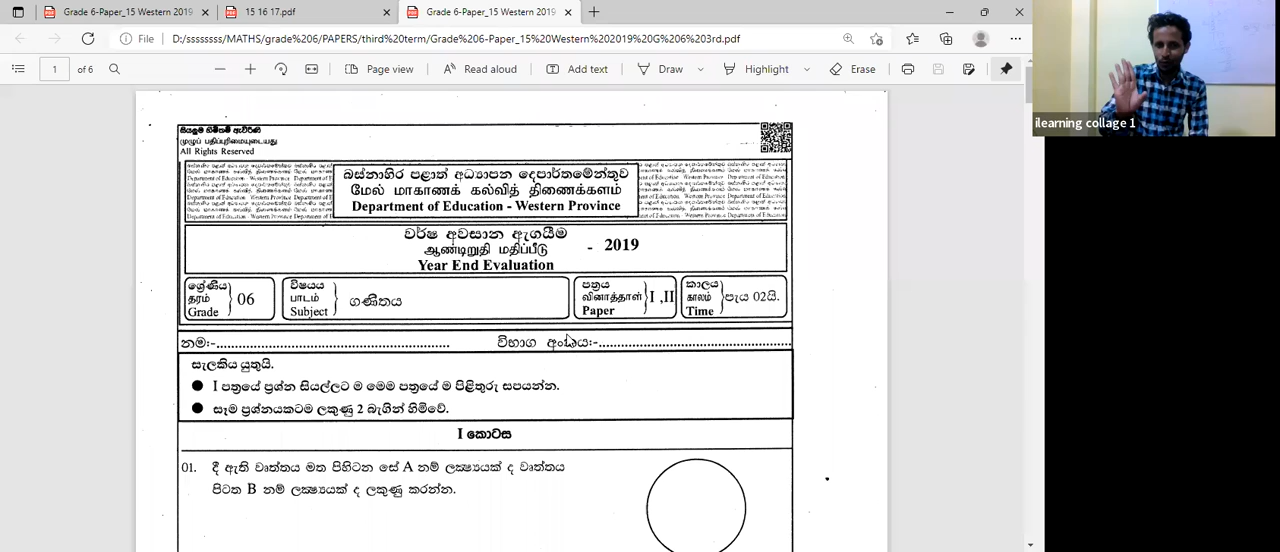 Grade 6-Paper_15 Western 2019
15 16 17.pdf
Grade 6-Paper_15 Western 2019
File
D:/ssssssss/MATHS/grade%206/PAPERS/third%20term/Grade%206-Paper_15%20Western%202019%20G%206%203rd.pdf
1 of 6
Page view
Read aloud
Add text
Draw
Highlight
Erase
ilearning collage 1
සියලුම හිමිකම් ඇවිරිණි
முழுப் பதிப்புரிமையுடையது
All Rights Reserved
බස්නාහිර පළාත් අධ්‍යාපන දෙපාර්තමේන්තුව
மேல் மாகாணக் கல்வித் திணைக்களம்
Department of Education - Western Province
වර්ෂ අවසාන ඇගයීම
ஆண்டிறுதி மதிப்பீடு - 2019
Year End Evaluation
ශ්‍රේණිය
தரம் 06
Grade
විෂයය
பாடம் ගණිතය
Subject
පත්‍රය
வினாத்தாள் I ,II
Paper
කාලය
காலம் පැය 02යි.
Time
නම:-................................................ විභාග අංකය:-................................................
සැලකිය යුතුයි.
● I පත්‍රයේ ප්‍රශ්න සියල්ලට ම මෙම පත්‍රයේ ම පිළිතුරු සපයන්න.
● සෑම ප්‍රශ්නයකටම ලකුණු 2 බැගින් හිමිවේ.
I කොටස
01. දී ඇති වෘත්තය මත පිහිටන සේ A නම් ලක්ෂ්‍යයක් ද වෘත්තය
පිටත B නම් ලක්ෂ්‍යයක් ද ලකුණු කරන්න.